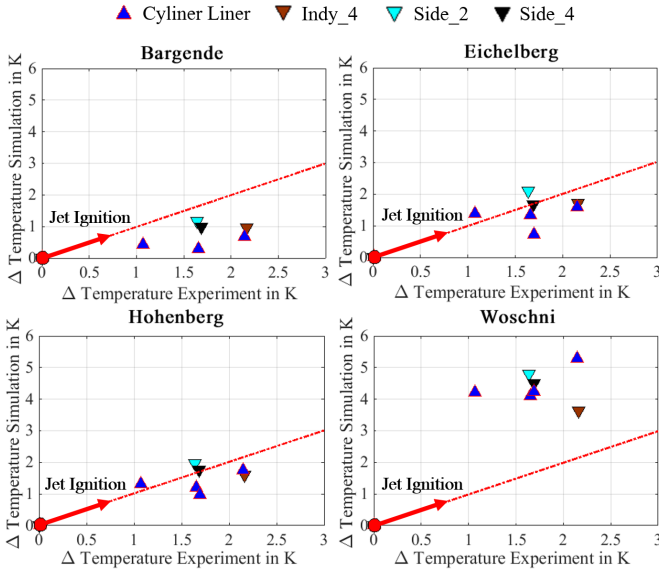 Cyliner Liner Indy_4 Side_2 Side_4
Bargende
Δ Temperature Simulation in K
6
5
4
3
2
1
0
Jet Ignition
0 0.5 1 1.5 2 2.5 3
Δ Temperature Experiment in K
Eichelberg
Δ Temperature Simulation in K
6
5
4
3
2
1
0
Jet Ignition
0 0.5 1 1.5 2 2.5 3
Δ Temperature Experiment in K
Hohenberg
Δ Temperature Simulation in K
6
5
4
3
2
1
0
Jet Ignition
0 0.5 1 1.5 2 2.5 3
Δ Temperature Experiment in K
Woschni
Δ Temperature Simulation in K
6
5
4
3
2
1
0
Jet Ignition
0 0.5 1 1.5 2 2.5 3
Δ Temperature Experiment in K